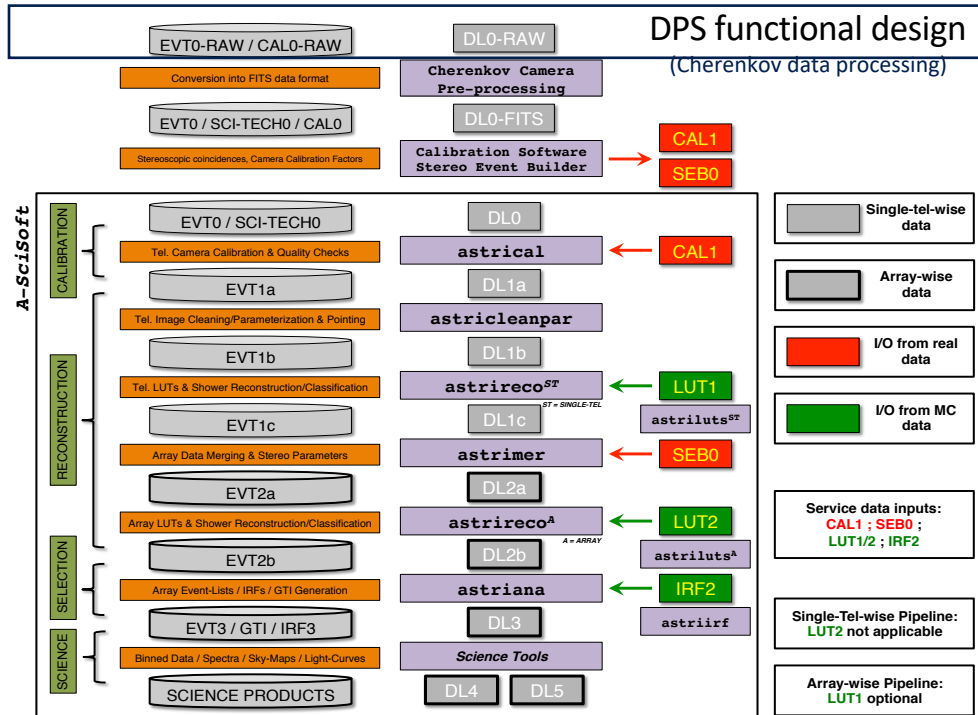 DPS functional design
(Cherenkov data processing)
EVT0-RAW / CAL0-RAW
DL0-RAW
Conversion into FITS data format
Cherenkov Camera
Pre-processing
EVT0 / SCI-TECH0 / CAL0
DL0-FITS
Stereoscopic coincidences, Camera Calibration Factors
Calibration Software
Stereo Event Builder
CAL1
SEB0
A-SciSoft
CALIBRATION
EVT0 / SCI-TECH0
DL0
Tel. Camera Calibration & Quality Checks
astrical
CAL1
RECONSTRUCTION
EVT1a
DL1a
Tel. Image Cleaning/Parameterization & Pointing
astricleanpar
EVT1b
DL1b
Tel. LUTs & Shower Reconstruction/Classification
astrireco^ST
LUT1
ST = SINGLE-TEL
EVT1c
DL1c
astriluts^ST
Array Data Merging & Stereo Parameters
astrimer
SEB0
EVT2a
DL2a
Array LUTs & Shower Reconstruction/Classification
astrireco^A
LUT2
A = ARRAY
EVT2b
DL2b
astriluts^A
SELECTION
Array Event-Lists / IRFs / GTI Generation
astriana
IRF2
EVT3 / GTI / IRF3
DL3
astriirf
SCIENCE
Binned Data / Spectra / Sky-Maps / Light-Curves
Science Tools
SCIENCE PRODUCTS
DL4
DL5
Single-tel-wise
data
Array-wise
data
I/O from real
data
I/O from MC
data
Service data inputs:
CAL1 ; SEB0 ;
LUT1/2 ; IRF2
Single-Tel-wise Pipeline:
LUT2 not applicable
Array-wise Pipeline:
LUT1 optional